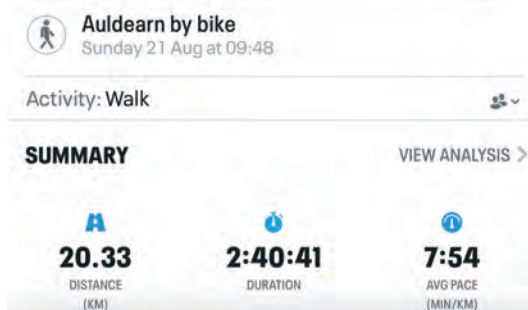 Auldearn by bike
Sunday 21 Aug at 09:48
Activity: Walk
SUMMARY VIEW ANALYSIS
20.33 2:40:41 7:54
DISTANCE DURATION AVG PACE
(KM) (MIN/KM)